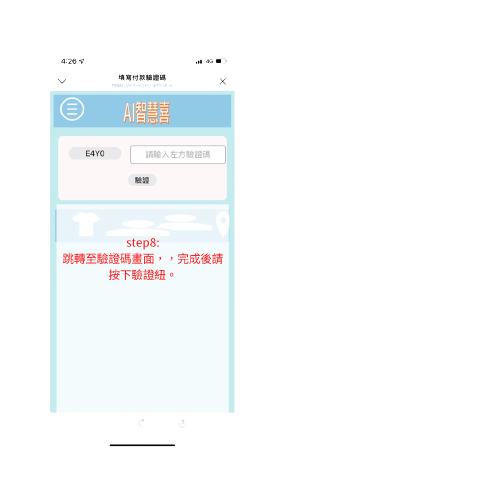 4:26
4G
填寫付款驗證碼
AI智慧喜
E4Y0
請輸入左方驗證碼
驗證
step8:
跳轉至驗證碼畫面，，完成後請
按下驗證紐。